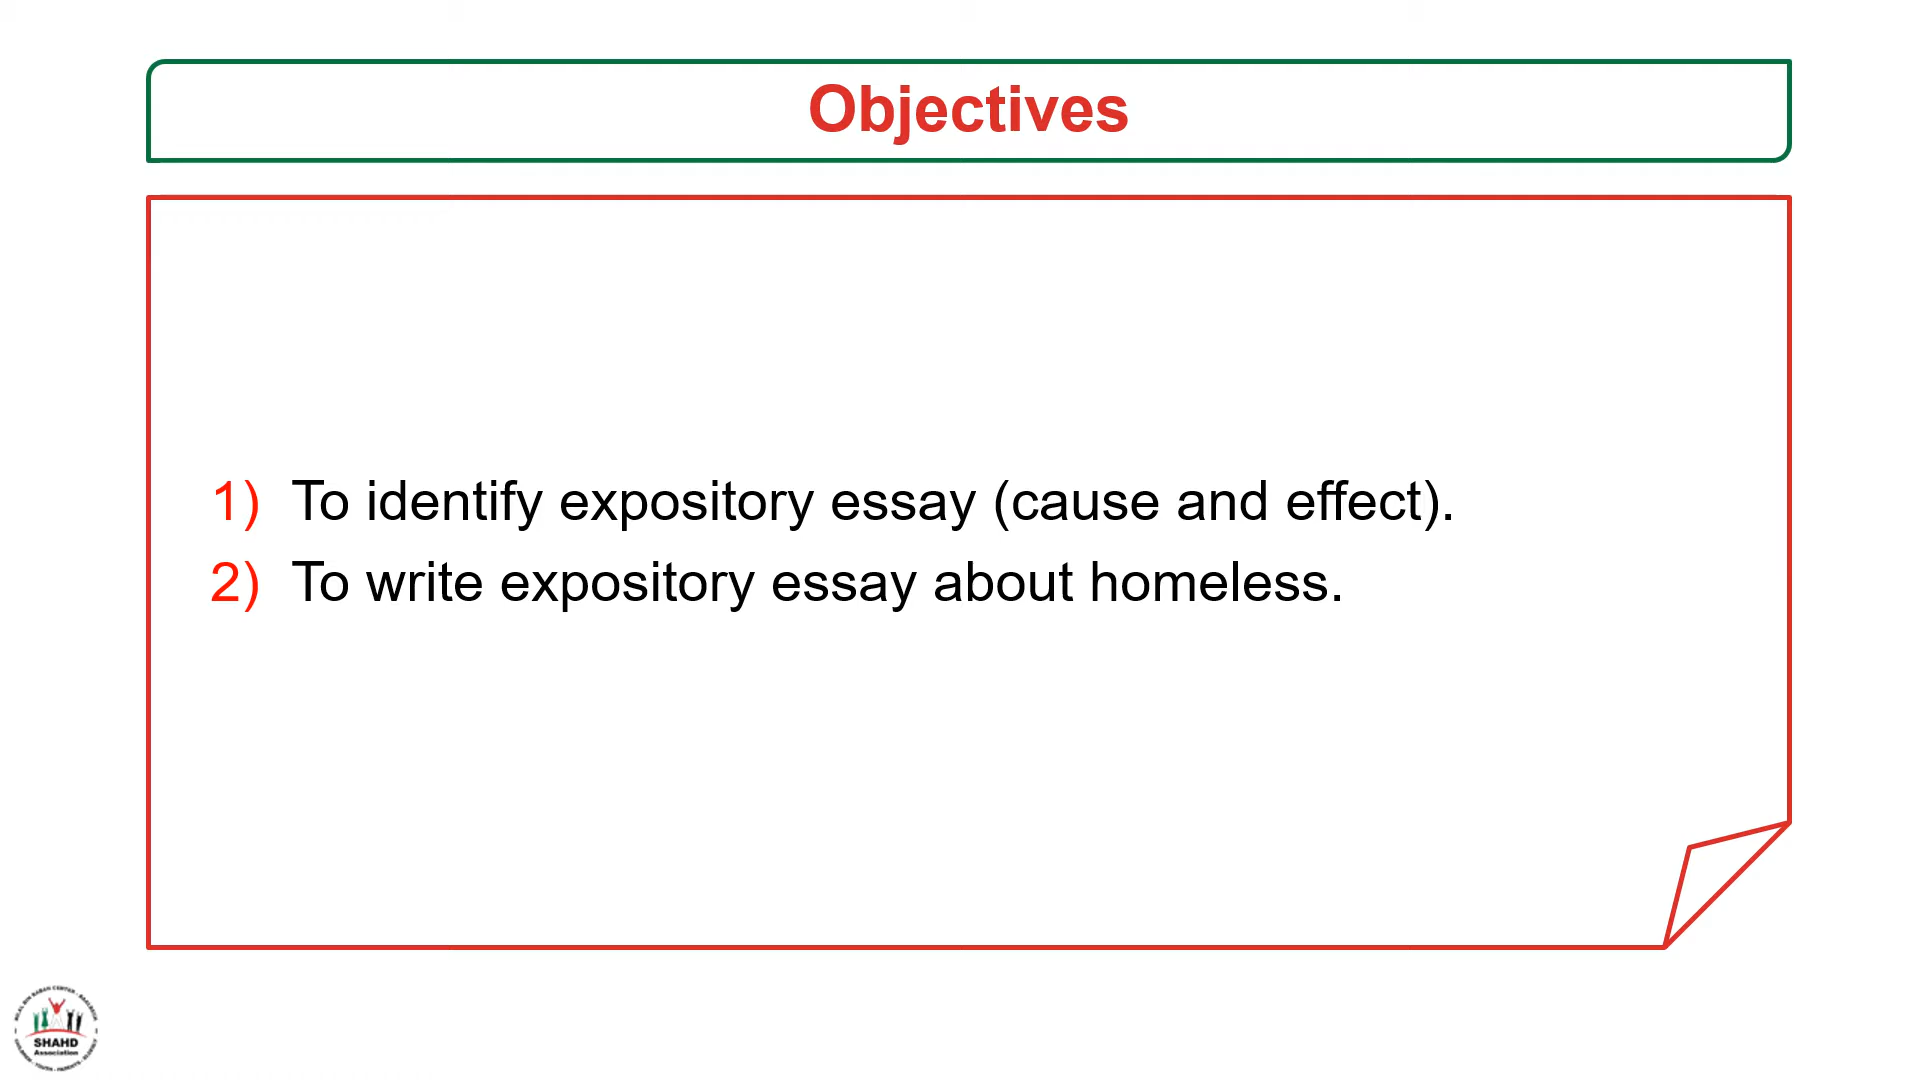 Objectives
1) To identify expository essay (cause and effect).
2) To write expository essay about homeless.
SHAHD
Association